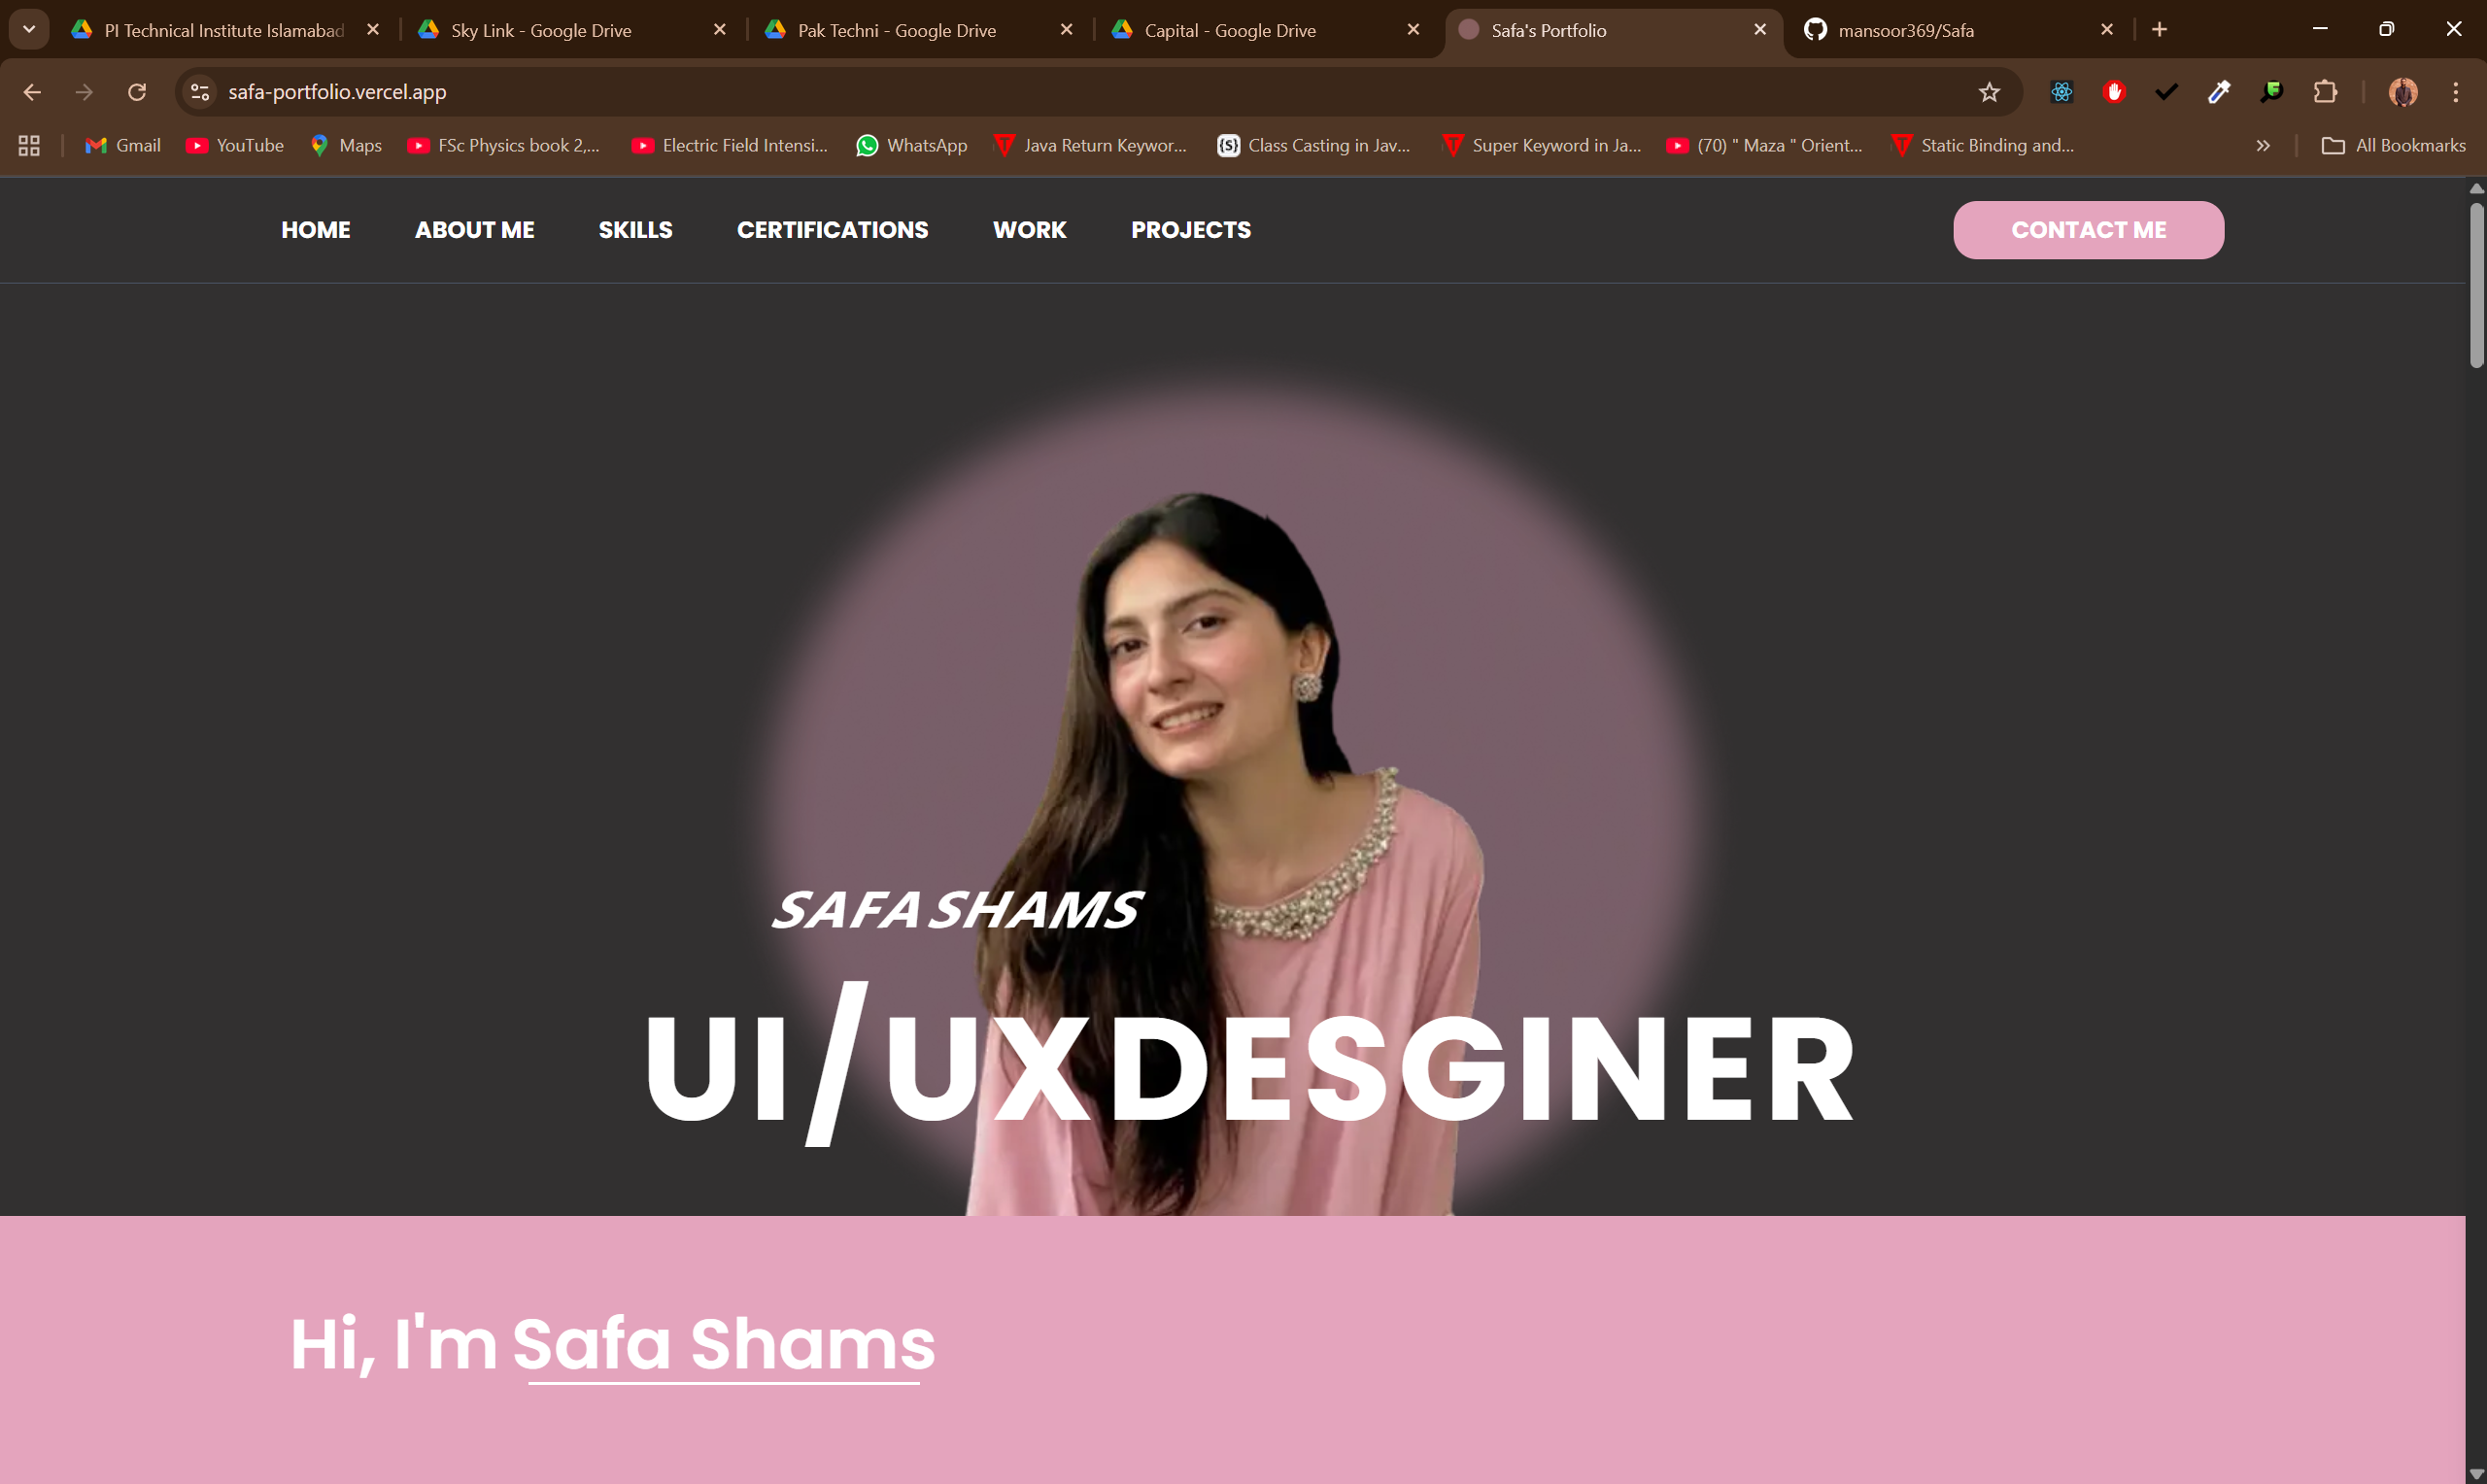 PI Technical Institute Islamabad
Sky Link - Google Drive
Pak Techni - Google Drive
Capital - Google Drive
Safa's Portfolio
mansoor369/Safa
safa-portfolio.vercel.app
Gmail
YouTube
Maps
FSc Physics book 2,...
Electric Field Intensi...
WhatsApp
Java Return Keywor...
{S}
Class Casting in Jav...
Super Keyword in Ja...
(70) " Maza " Orient...
Static Binding and...
All Bookmarks
HOME
ABOUT ME
SKILLS
CERTIFICATIONS
WORK
PROJECTS
CONTACT ME
SAFA SHAMS
UI/UXDESGINER
Hi, I'm Safa Shams